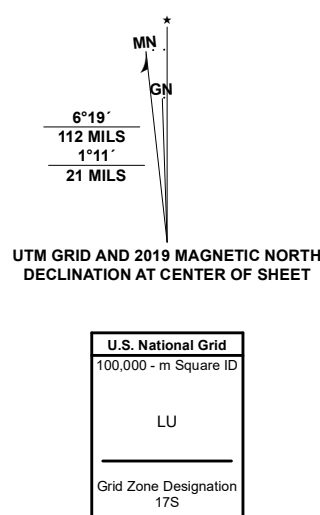 MN
GN
6°19´
112 MILS
1°11´
21 MILS
UTM GRID AND 2019 MAGNETIC NORTH
DECLINATION AT CENTER OF SHEET
U.S. National Grid
100,000 - m Square ID
LU
Grid Zone Designation
17S